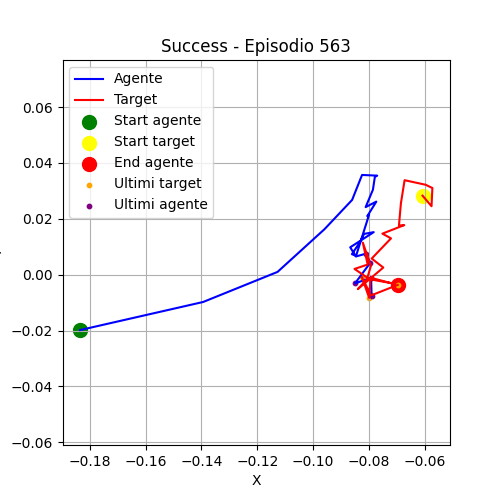 Success - Episodio 563
Agente
Target
Start agente
Start target
End agente
Ultimi target
Ultimi agente
0.06
0.04
0.02
0.00
−0.02
−0.04
−0.06
−0.18 −0.16 −0.14 −0.12 −0.10 −0.08 −0.06
X